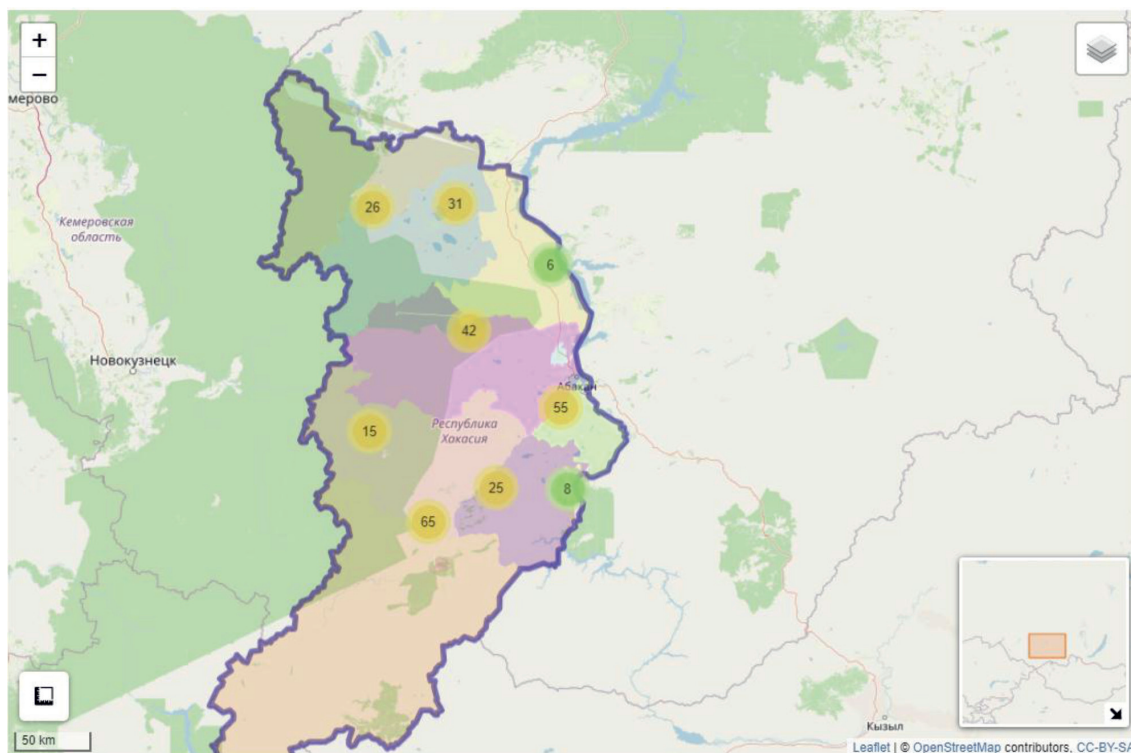 +
−
мерово
Кемеровская
область
26
31
6
42
Новокузнецк
Абакан
55
Республика
Хакасия
15
25
8
65
Кызыл
50 km
Leaflet | © OpenStreetMap contributors, CC-BY-SA